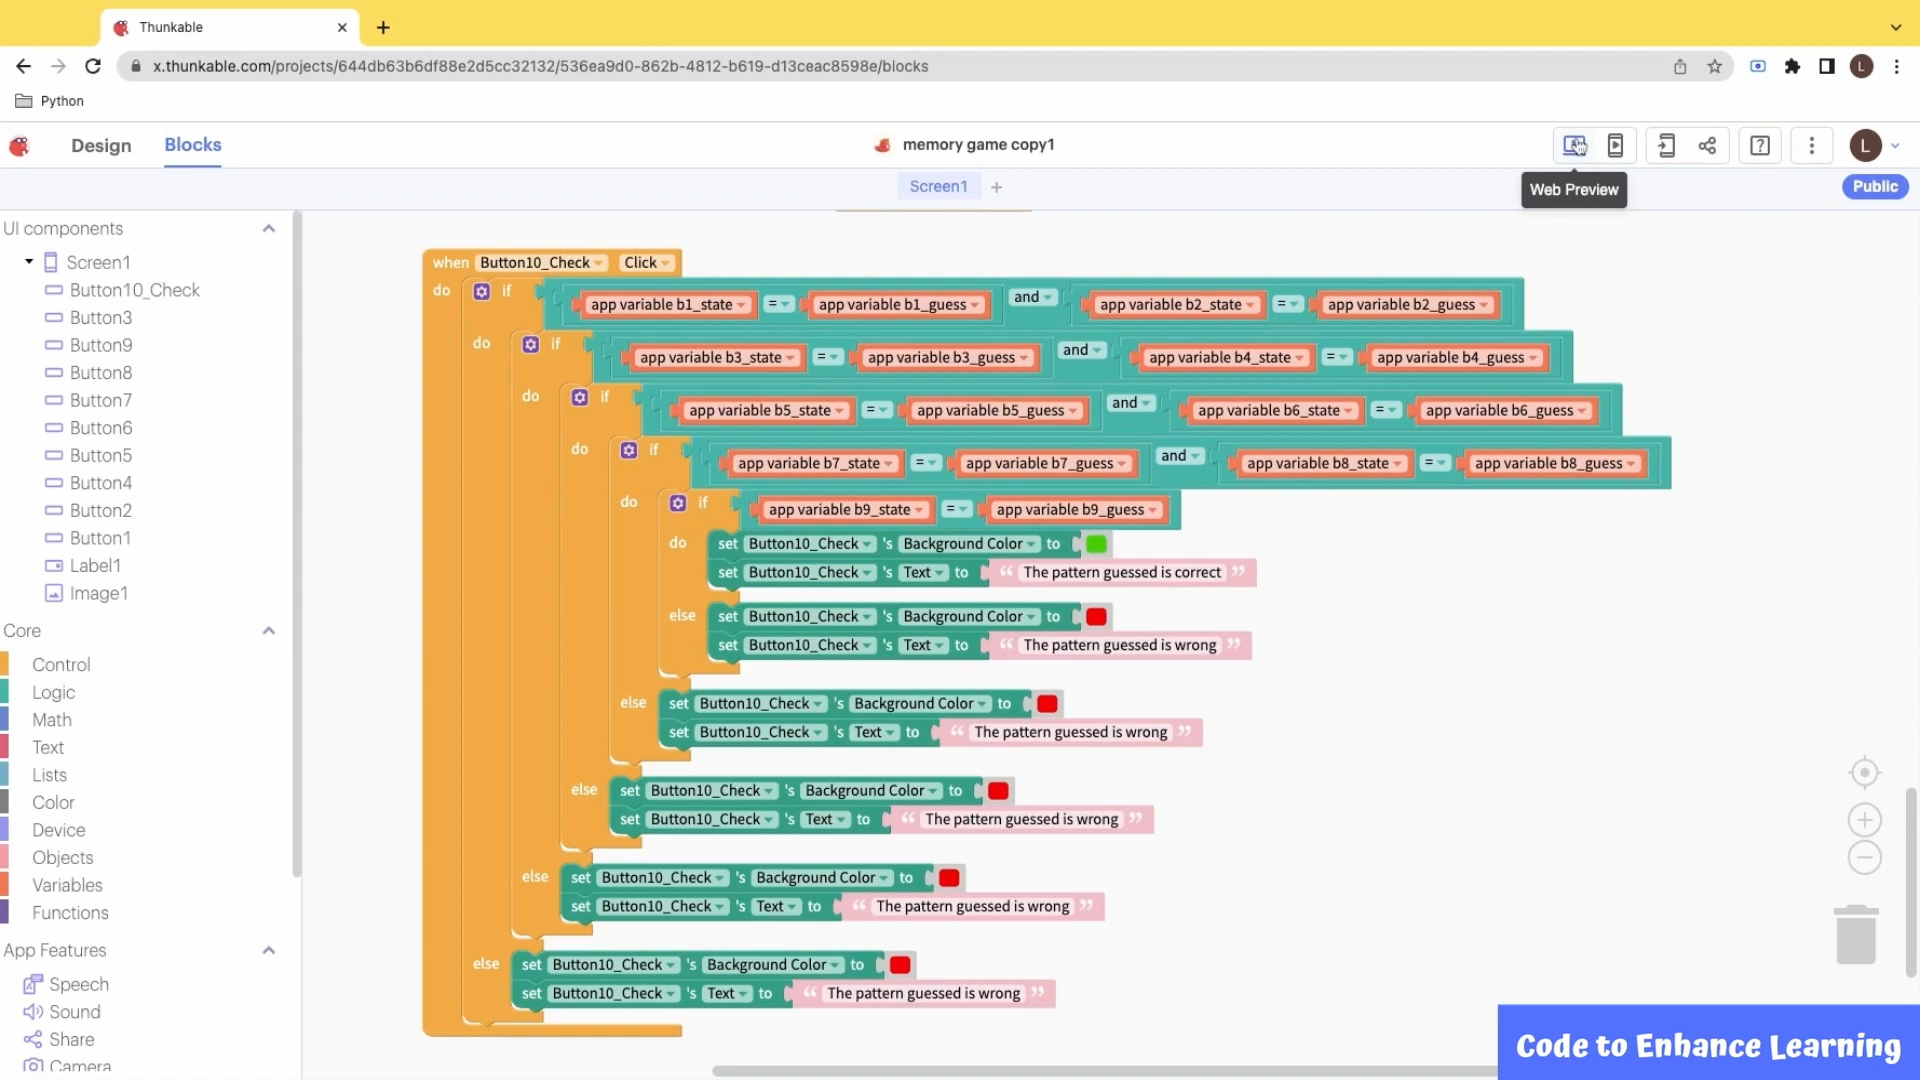 Thunkable
x.thunkable.com/projects/644db63b6df88e2d5cc32132/536ea9d0-862b-4812-b619-d13ceac8598e/blocks
L
Python
Design
Blocks
memory game copy1
L
Screen1
Web Preview
Public
UI components
Screen1
Button10_Check
Button3
Button9
Button8
Button7
Button6
Button5
Button4
Button2
Button1
Label1
Image1
Core
Control
Logic
Math
Text
Lists
Color
Device
Objects
Variables
Functions
App Features
Speech
Sound
Share
Camera
when Button10_Check Click
do if app variable b1_state = app variable b1_guess and app variable b2_state = app variable b2_guess
do if app variable b3_state = app variable b3_guess and app variable b4_state = app variable b4_guess
do if app variable b5_state = app variable b5_guess and app variable b6_state = app variable b6_guess
do if app variable b7_state = app variable b7_guess and app variable b8_state = app variable b8_guess
do if app variable b9_state = app variable b9_guess
do set Button10_Check 's Background Color to
set Button10_Check 's Text to “ The pattern guessed is correct ”
else set Button10_Check 's Background Color to
set Button10_Check 's Text to “ The pattern guessed is wrong ”
else set Button10_Check 's Background Color to
set Button10_Check 's Text to “ The pattern guessed is wrong ”
else set Button10_Check 's Background Color to
set Button10_Check 's Text to “ The pattern guessed is wrong ”
else set Button10_Check 's Background Color to
set Button10_Check 's Text to “ The pattern guessed is wrong ”
else set Button10_Check 's Background Color to
set Button10_Check 's Text to “ The pattern guessed is wrong ”
Code to Enhance Learning